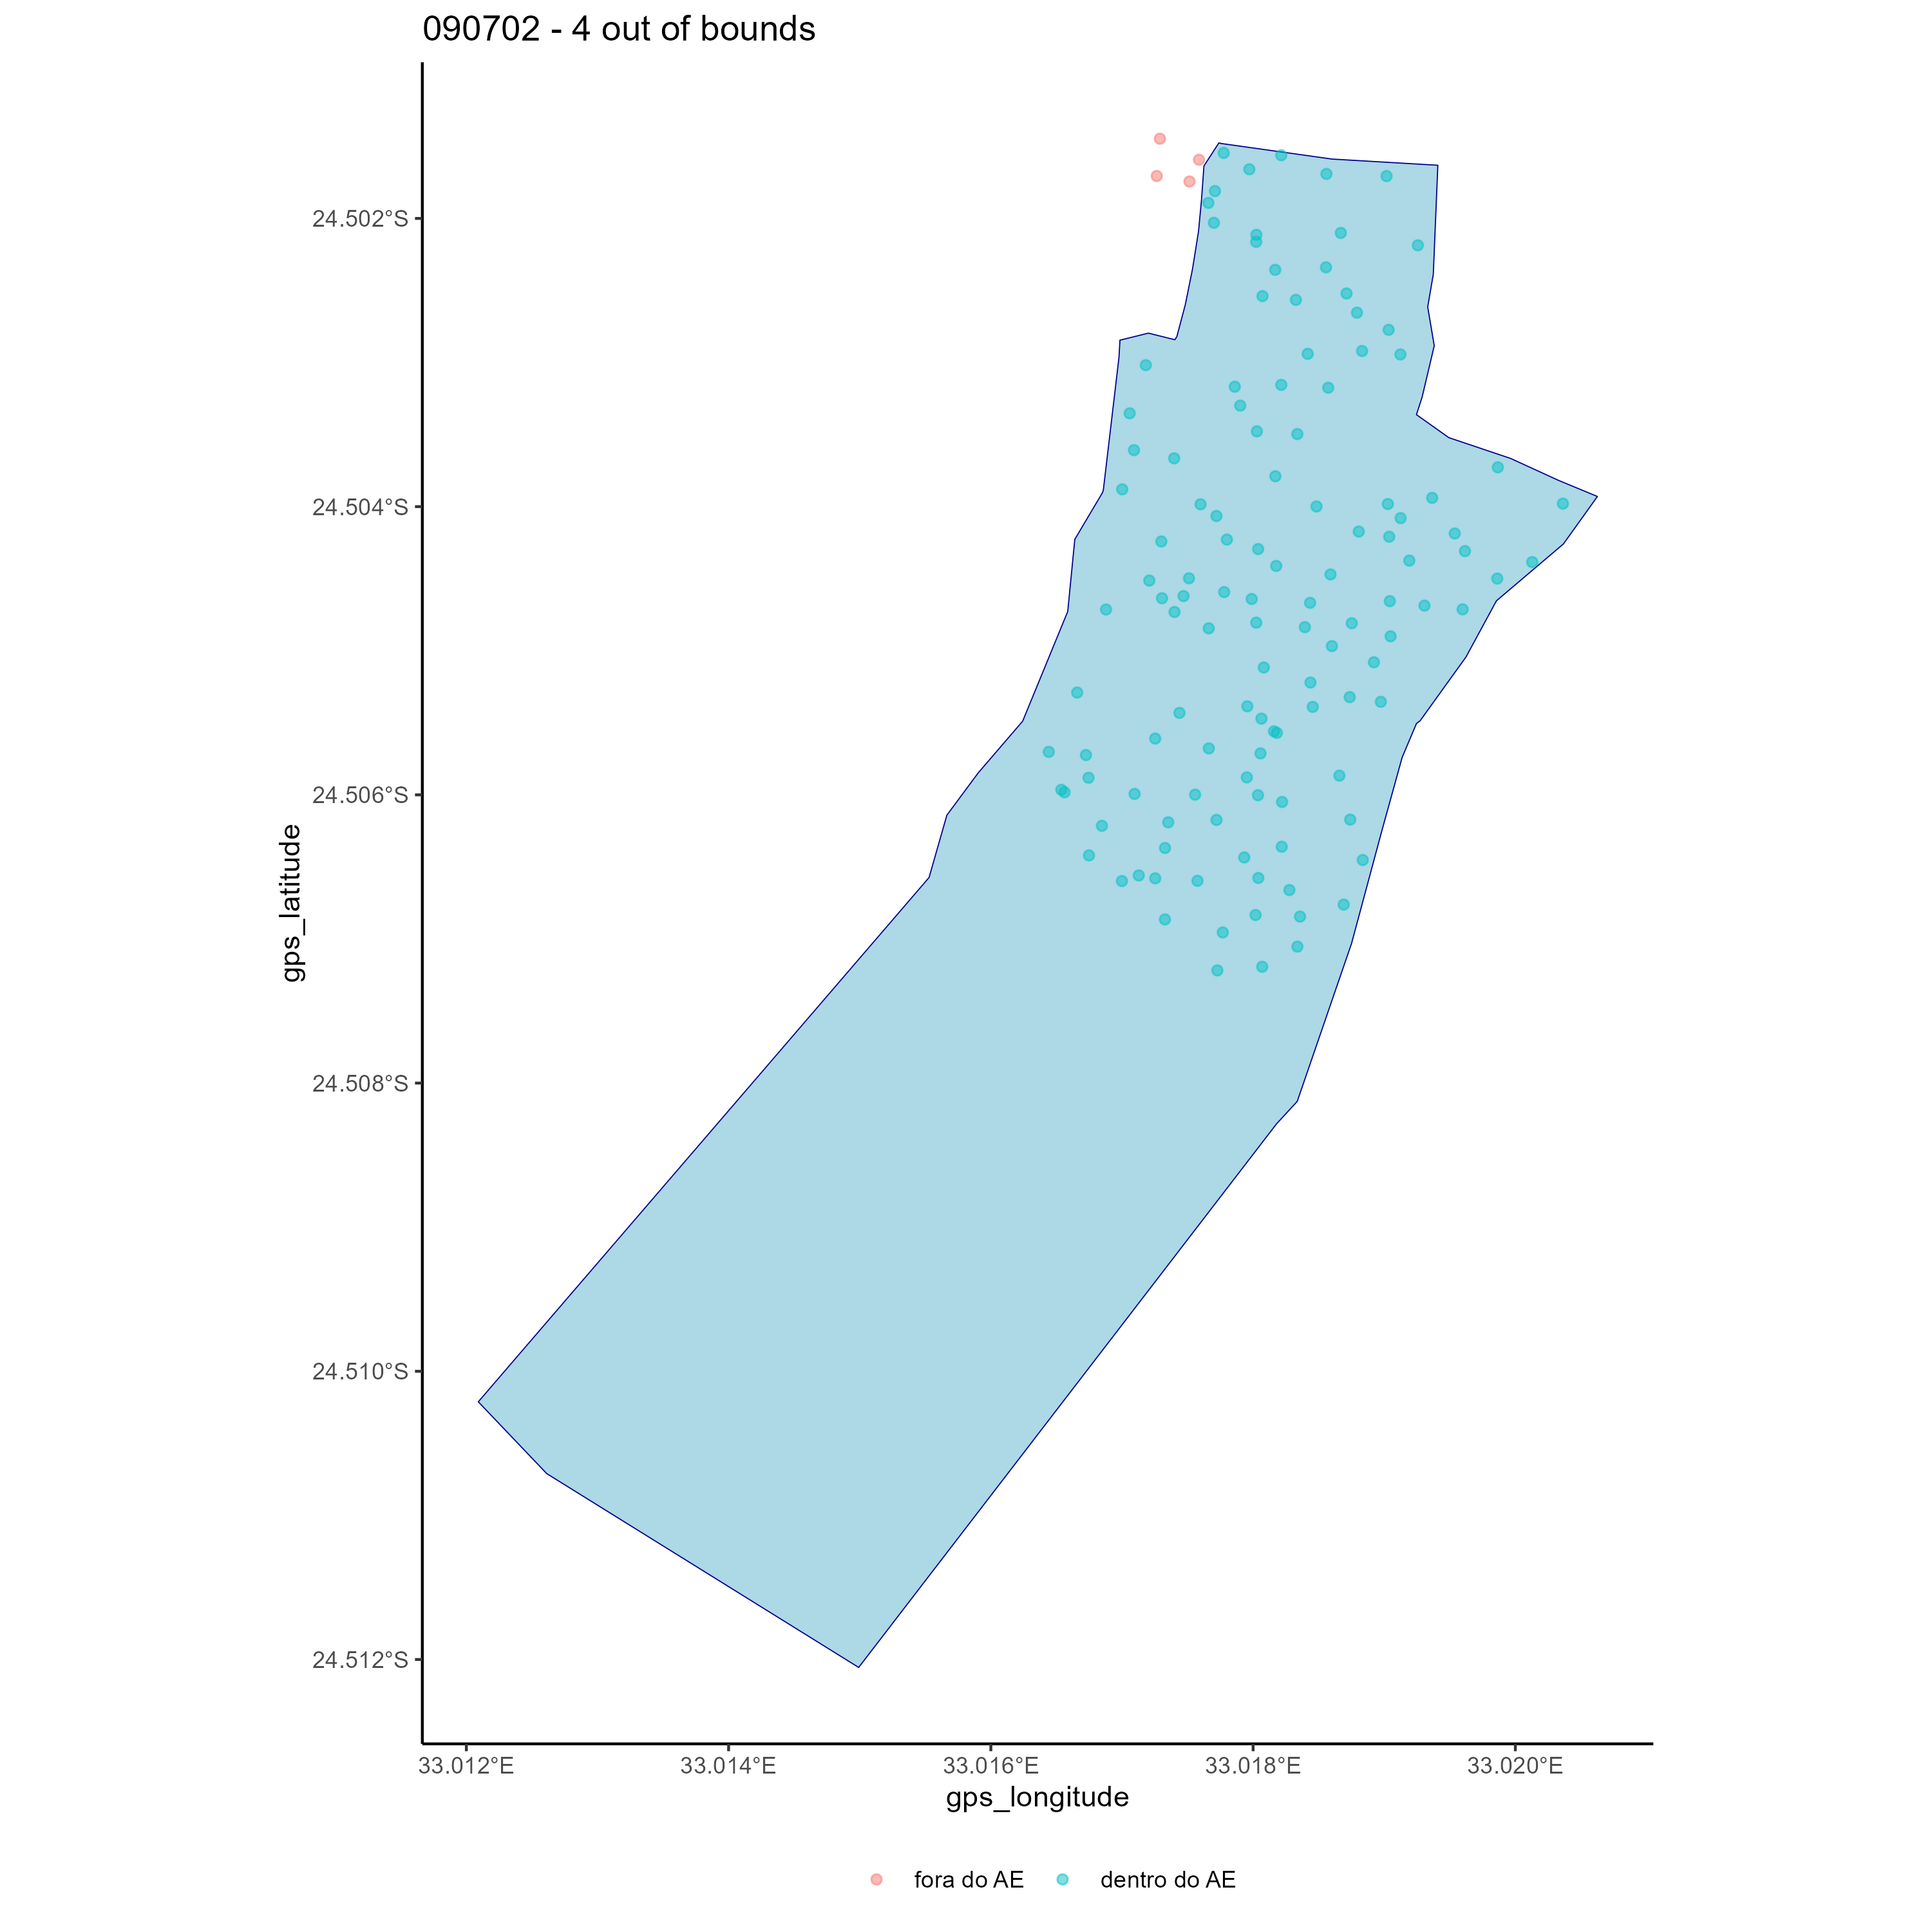 090702 - 4 out of bounds
24.502°S
24.504°S
24.506°S
24.508°S
24.510°S
24.512°S
gps_latitude
33.012°E 33.014°E 33.016°E 33.018°E 33.020°E
gps_longitude
fora do AE dentro do AE